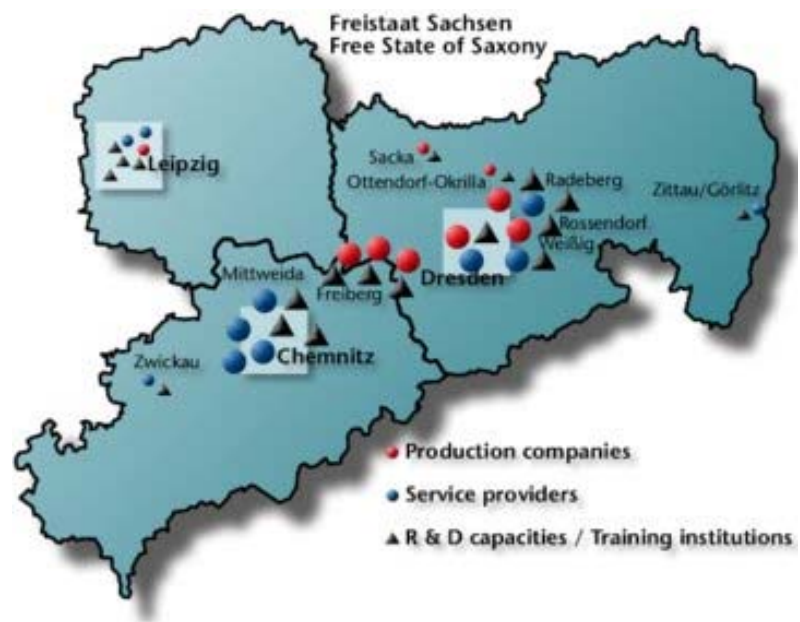 Freistaat Sachsen
Free State of Saxony
Sacka
Leipzig
Ottendorf-Okrilla
Radeberg
Zittau/Görlitz
Rossendorf
Weißig
Mittweida
Dresden
Freiberg
Chemnitz
Zwickau
Production companies
Service providers
R & D capacities / Training institutions